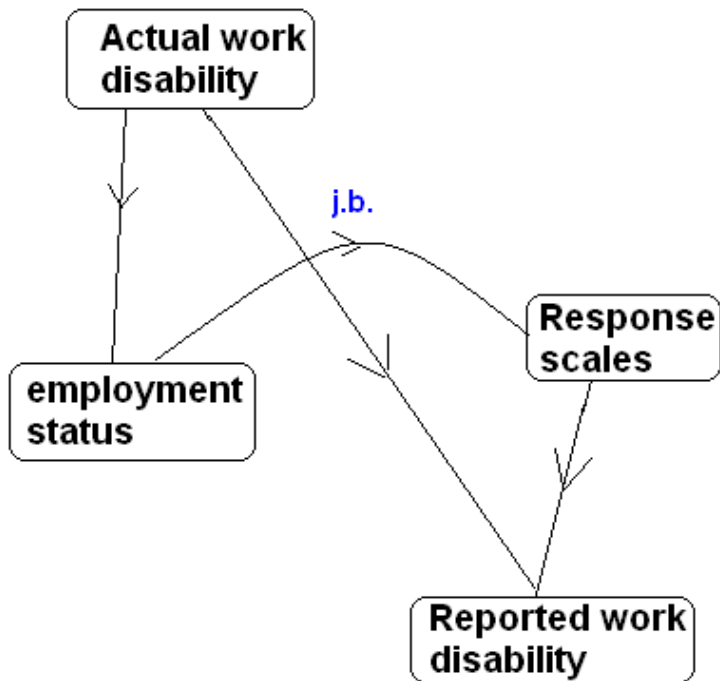 Actual work
disability
j.b.
Response
scales
employment
status
Reported work
disability